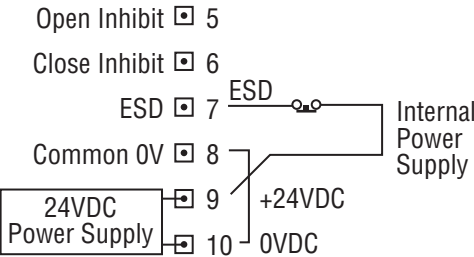 Open Inhibit 5
Close Inhibit 6
ESD 7 ESD
Internal
Power
Supply
Common 0V 8
24VDC
Power Supply
9 +24VDC
10 0VDC